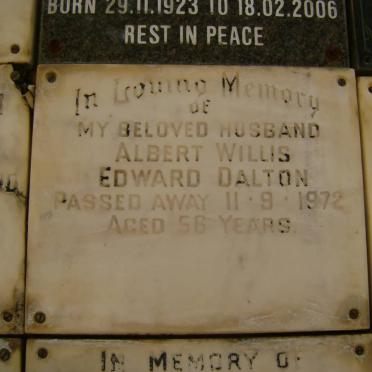 BORN 29.11.1923 TO 18.02.2006
REST IN PEACE
In Loving Memory
OF
MY BELOVED HUSBAND
ALBERT WILLIS
EDWARD DALTON
PASSED AWAY 11·9·1972
AGED 56 YEARS.
IN MEMORY OF